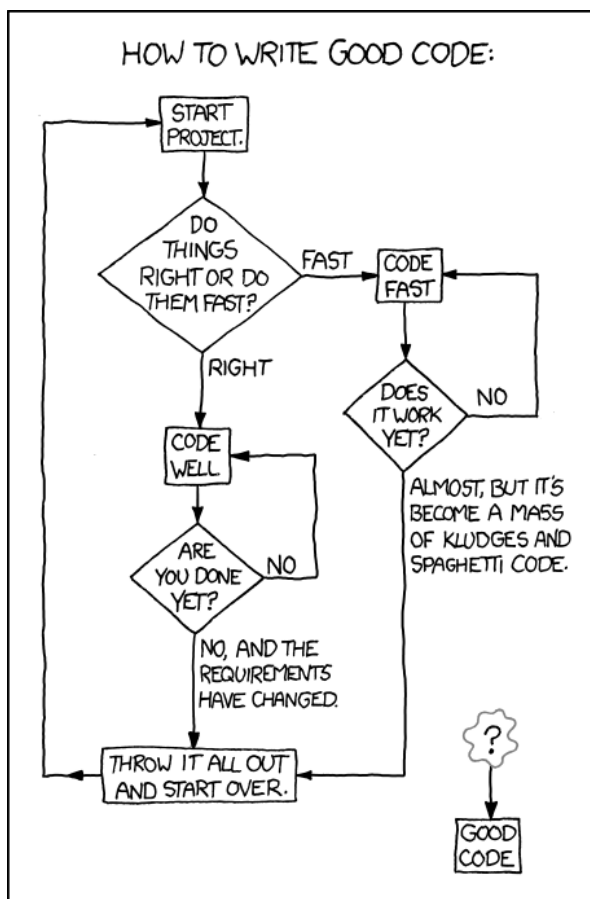 HOW TO WRITE GOOD CODE:
START
PROJECT.
DO
THINGS
RIGHT OR DO
THEM FAST?
FAST
CODE
FAST
RIGHT
DOES
IT WORK
YET?
NO
CODE
WELL
ALMOST, BUT IT'S
BECOME A MASS
OF KLUDGES AND
SPAGHETTI CODE.
ARE
YOU DONE
YET?
NO
NO, AND THE
REQUIREMENTS
HAVE CHANGED.
THROW IT ALL OUT
AND START OVER.
?
GOOD
CODE